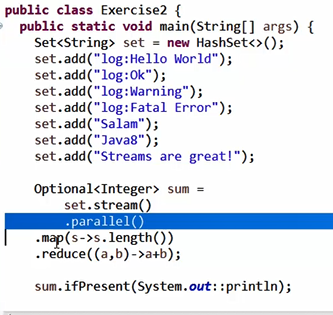 public class Exercise2 {
public static void main(String[] args) {
Set<String> set = new HashSet<>();
set.add("log:Hello World");
set.add("log:Ok");
set.add("log:Warning");
set.add("log:Fatal Error");
set.add("Salam");
set.add("Java8");
set.add("Streams are great!");
Optional<Integer> sum =
set.stream()
.parallel()
.map(s->s.length())
.reduce((a,b)->a+b);
sum.ifPresent(System.out::println);